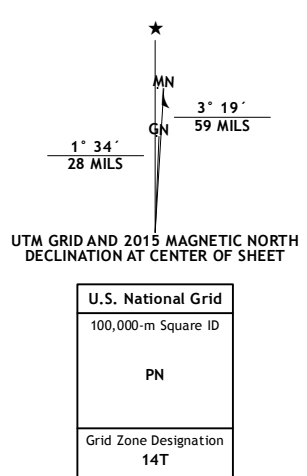 ★
MN
3° 19´
59 MILS
GN
1° 34´
28 MILS
UTM GRID AND 2015 MAGNETIC NORTH
DECLINATION AT CENTER OF SHEET
U.S. National Grid
100,000-m Square ID
PN
Grid Zone Designation
14T